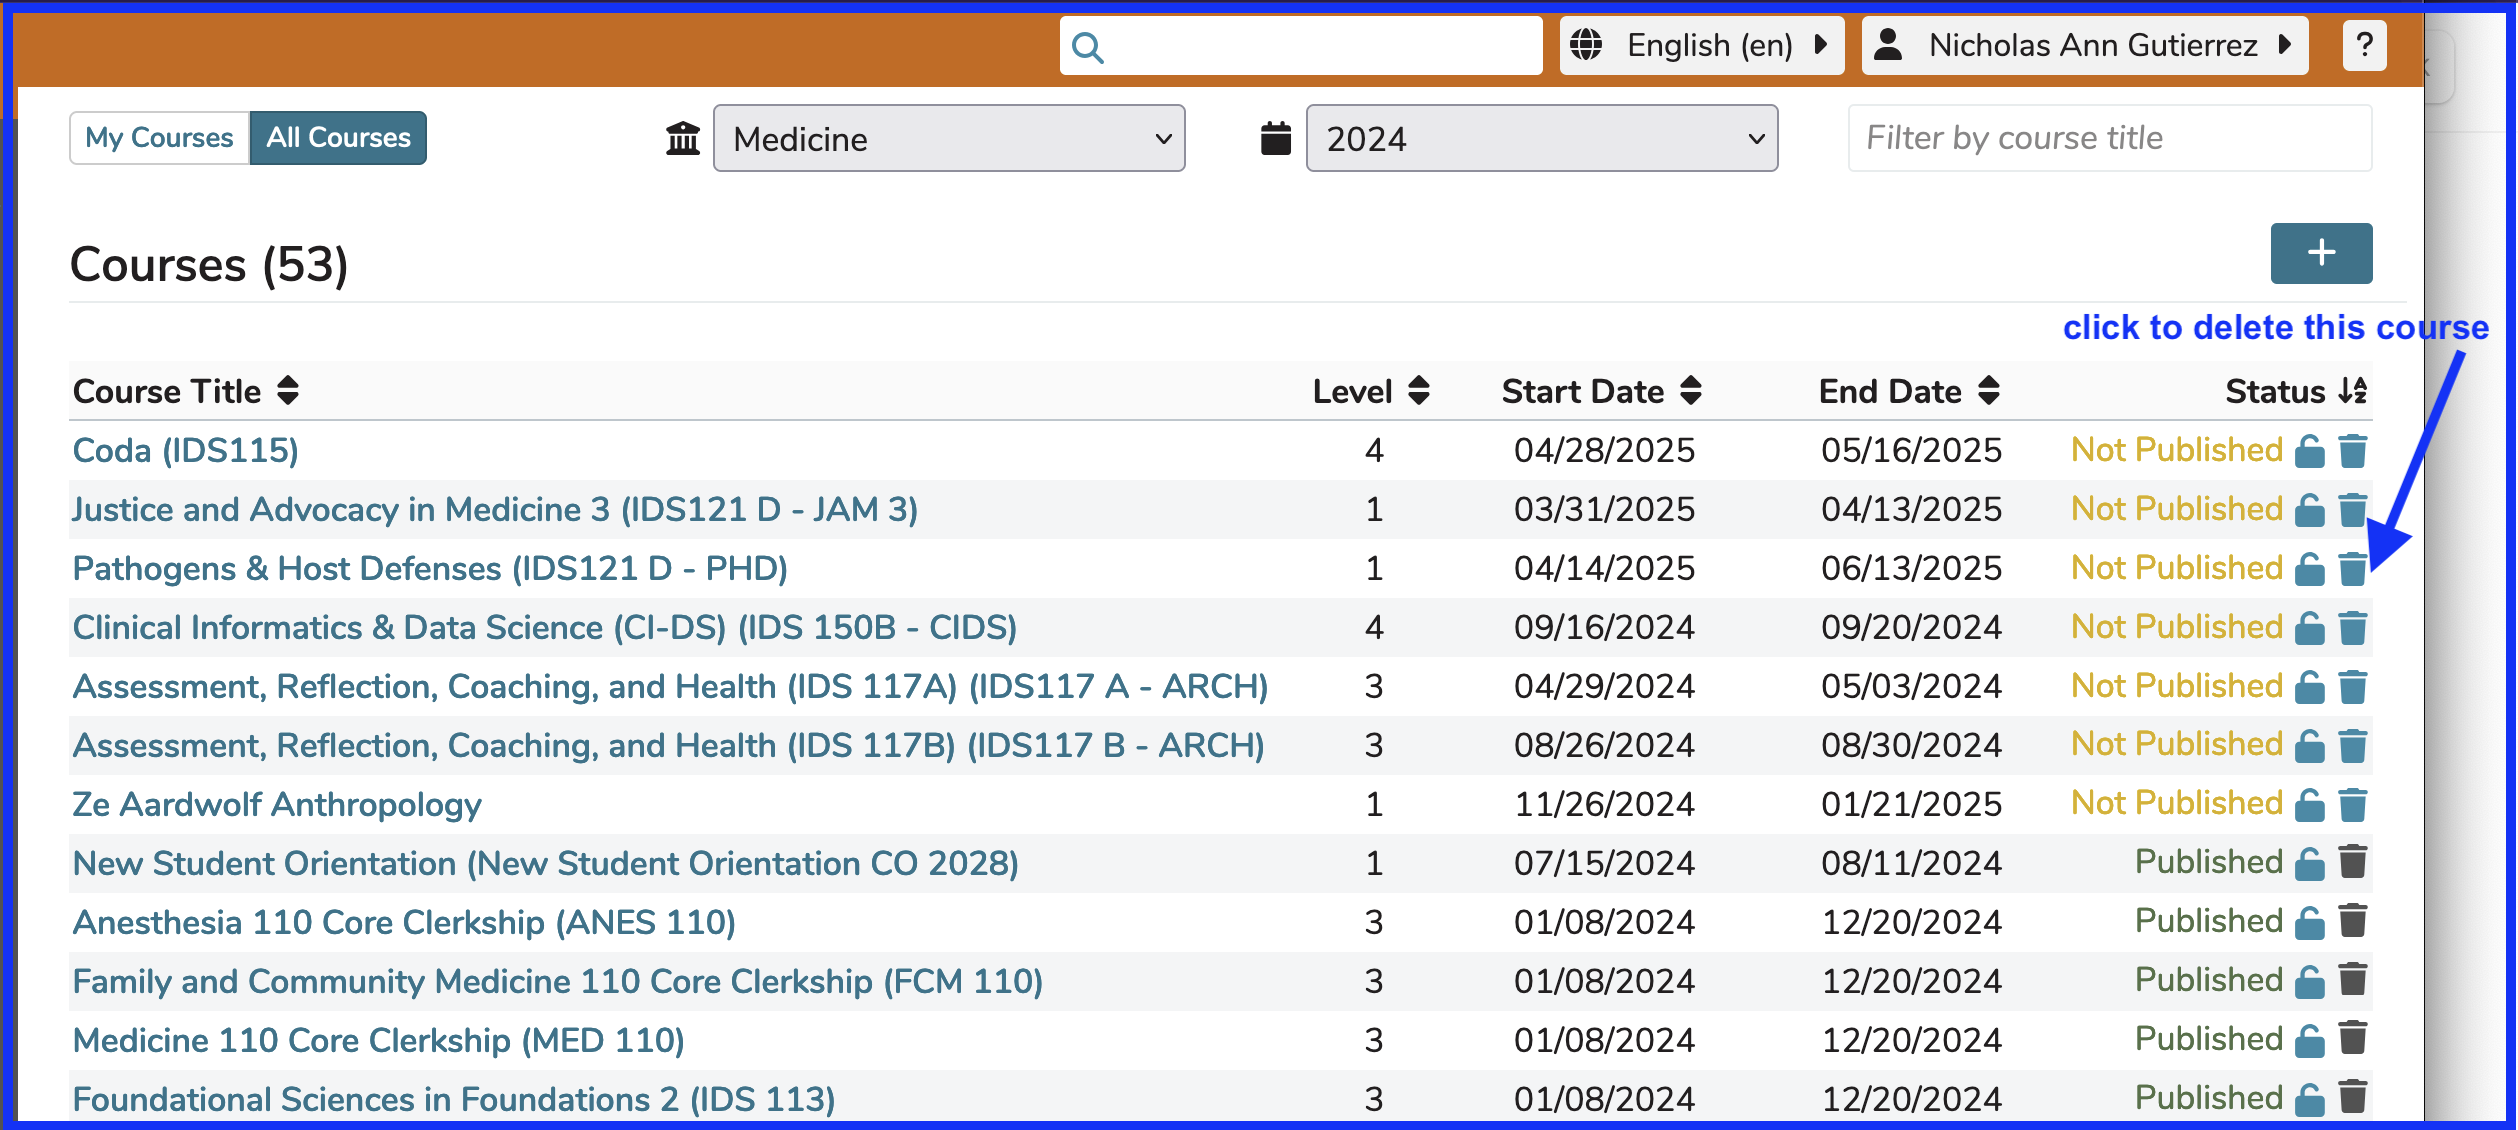 English (en) Nicholas Ann Gutierrez ?
My Courses All Courses Medicine 2024 Filter by course title
Courses (53) +
click to delete this course
Course Title Level Start Date End Date Status
Coda (IDS115) 4 04/28/2025 05/16/2025 Not Published
Justice and Advocacy in Medicine 3 (IDS121 D - JAM 3) 1 03/31/2025 04/13/2025 Not Published
Pathogens & Host Defenses (IDS121 D - PHD) 1 04/14/2025 06/13/2025 Not Published
Clinical Informatics & Data Science (CI-DS) (IDS 150B - CIDS) 4 09/16/2024 09/20/2024 Not Published
Assessment, Reflection, Coaching, and Health (IDS 117A) (IDS117 A - ARCH) 3 04/29/2024 05/03/2024 Not Published
Assessment, Reflection, Coaching, and Health (IDS 117B) (IDS117 B - ARCH) 3 08/26/2024 08/30/2024 Not Published
Ze Aardwolf Anthropology 1 11/26/2024 01/21/2025 Not Published
New Student Orientation (New Student Orientation CO 2028) 1 07/15/2024 08/11/2024 Published
Anesthesia 110 Core Clerkship (ANES 110) 3 01/08/2024 12/20/2024 Published
Family and Community Medicine 110 Core Clerkship (FCM 110) 3 01/08/2024 12/20/2024 Published
Medicine 110 Core Clerkship (MED 110) 3 01/08/2024 12/20/2024 Published
Foundational Sciences in Foundations 2 (IDS 113) 3 01/08/2024 12/20/2024 Published